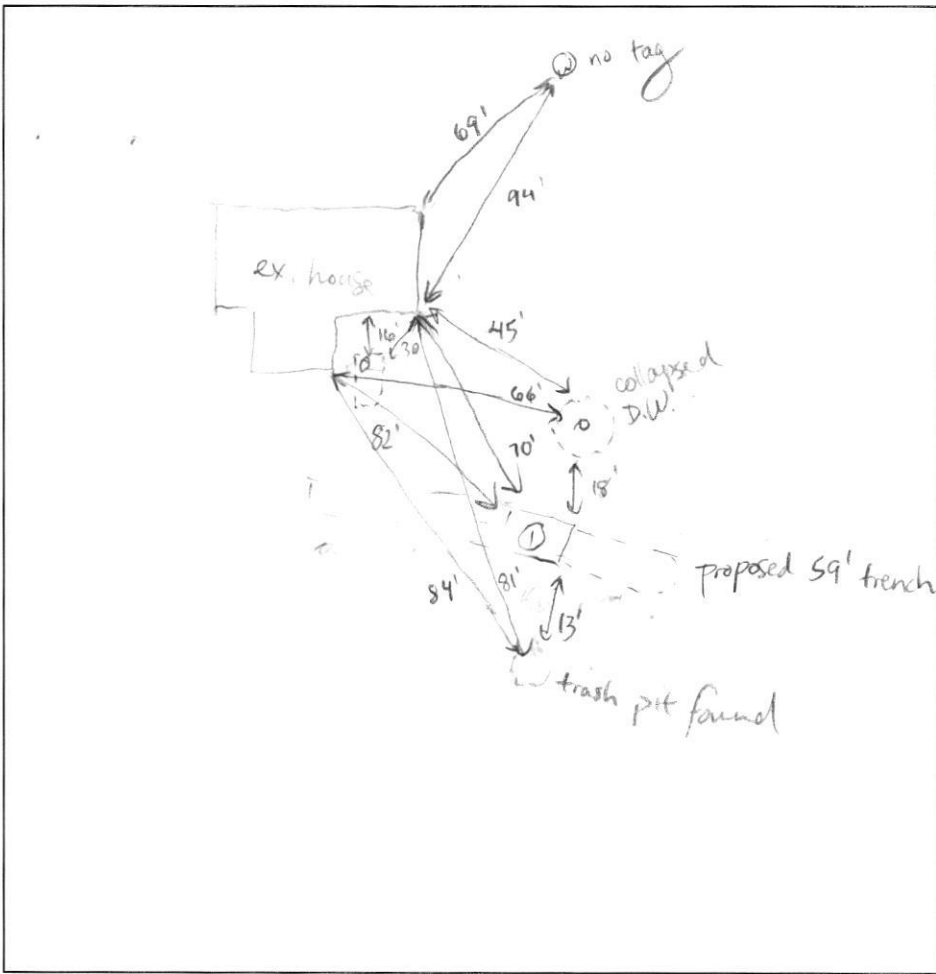 no tag
69'
94'
ex. house
16'
30
45'
collapsed
D.W.
66'
82'
70'
18'
1
proposed 59' trench
84'
81'
13'
trash pit found